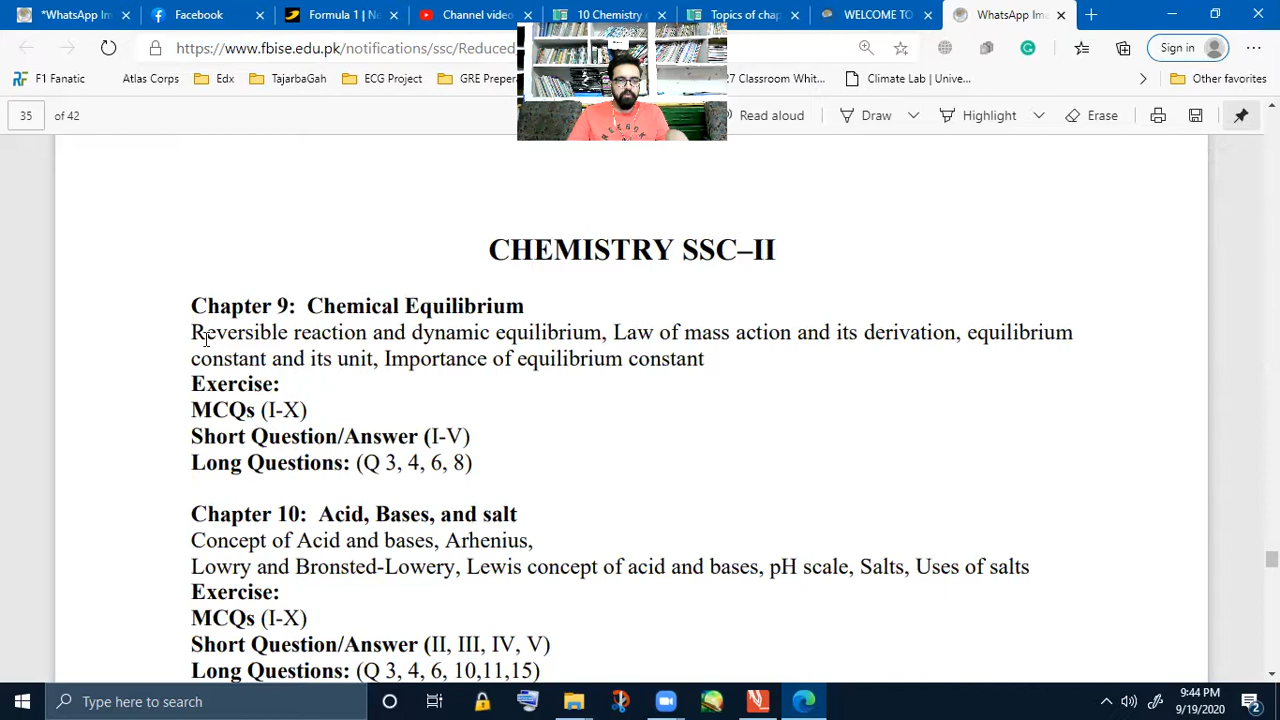 *WhatsApp Im
Facebook
Formula 1 | N
Channel video
10 Chemistry
Topics of chap
WELCOME TO
WhatsApp Ima
https://www.fbise.edu.pk/notifications/ssc/Reduced
Sign in
F1 Fanatic
Atlas Corps
Edx
TajarbaGah
ECG Project
GRE Prepera
27 Classroom Whit...
Climate Lab / Unive...
Other favorites
35 of 42
Read aloud
Draw
Highlight
Erase
CHEMISTRY SSC–II
Chapter 9: Chemical Equilibrium
Reversible reaction and dynamic equilibrium, Law of mass action and its derivation, equilibrium
constant and its unit, Importance of equilibrium constant
Exercise:
MCQs (I-X)
Short Question/Answer (I-V)
Long Questions: (Q 3, 4, 6, 8)
Chapter 10: Acid, Bases, and salt
Concept of Acid and bases, Arhenius,
Lowry and Bronsted-Lowery, Lewis concept of acid and bases, pH scale, Salts, Uses of salts
Exercise:
MCQs (I-X)
Short Question/Answer (II, III, IV, V)
Long Questions: (Q 3, 4, 6, 10,11,15)
Type here to search
9:44 PM
9/19/2020
2